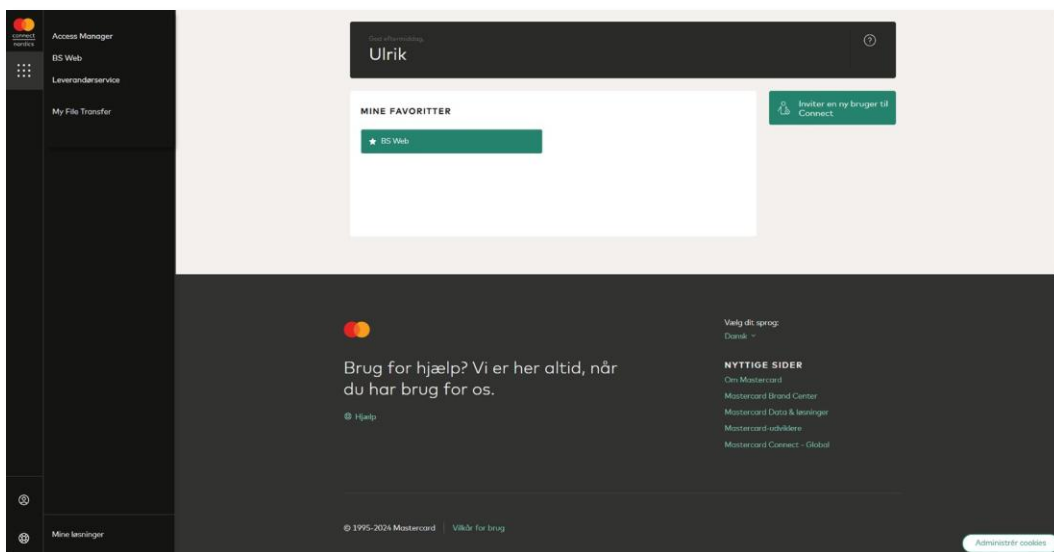 connect
nordics
Access Manager
BS Web
Leverandørservice
My File Transfer
God eftermiddag,
Ulrik
?
MINE FAVORITTER
★ BS Web
Inviter en ny bruger til
Connect
Brug for hjælp? Vi er her altid, når
du har brug for os.
Hjælp
Vælg dit sprog:
Dansk
NYTTIGE SIDER
Om Mastercard
Mastercard Brand Center
Mastercard Data & løsninger
Mastercard-udviklere
Mastercard Connect - Global
Mine løsninger
© 1995-2024 Mastercard | Vilkår for brug
Administrér cookies